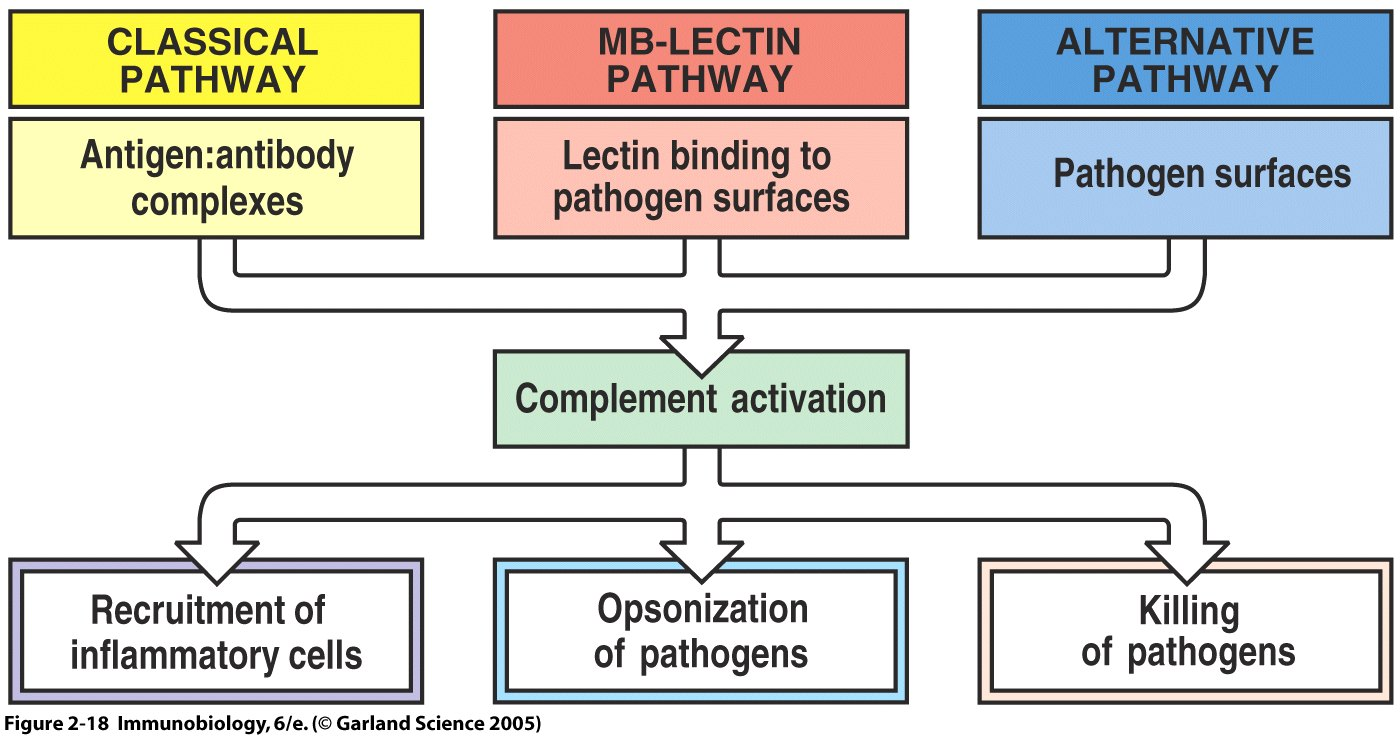 CLASSICAL
PATHWAY
MB-LECTIN
PATHWAY
ALTERNATIVE
PATHWAY
Antigen:antibody
complexes
Lectin binding to
pathogen surfaces
Pathogen surfaces
Complement activation
Recruitment of
inflammatory cells
Opsonization
of pathogens
Killing
of pathogens
Figure 2-18 Immunobiology, 6/e. (© Garland Science 2005)